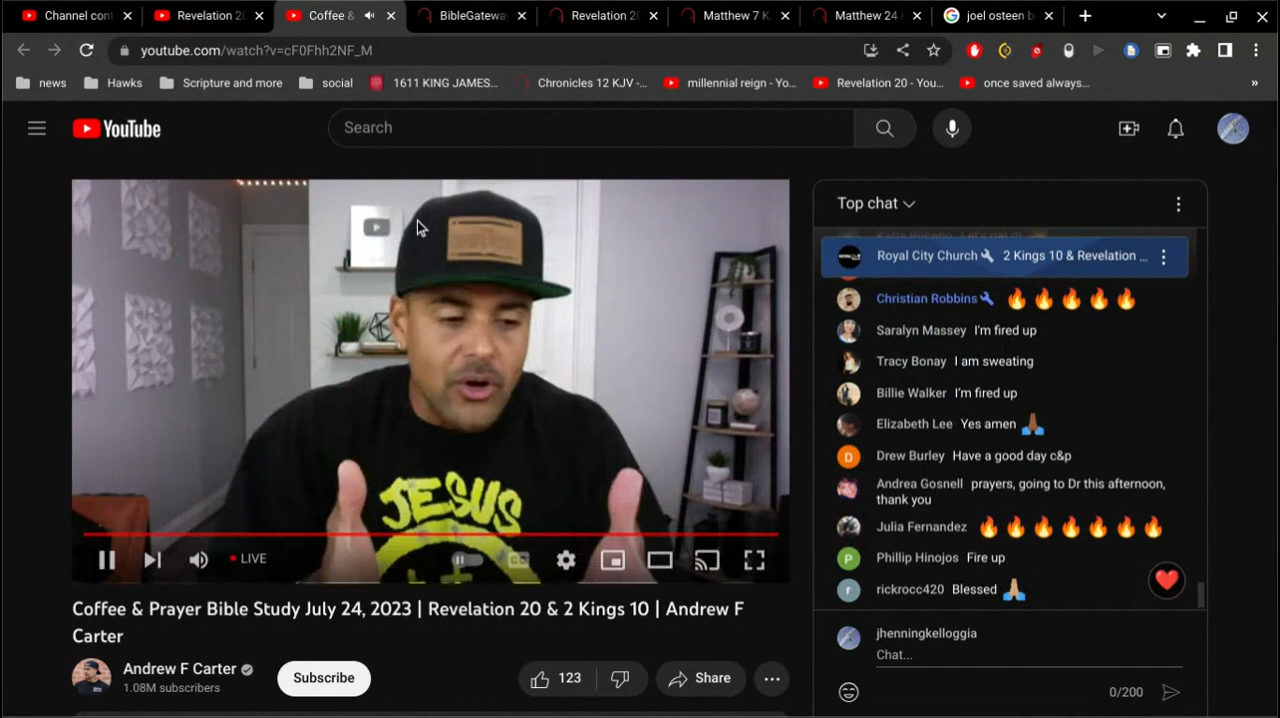 Channel cont
Revelation 20
Coffee &
BibleGateway
Revelation 20
Matthew 7 K
Matthew 24
joel osteen b
youtube.com/watch?v=cF0Fhh2NF_M
news
Hawks
Scripture and more
social
1611 KING JAMES...
Chronicles 12 KJV -...
millennial reign - Yo...
Revelation 20 - You...
once saved always...
»
YouTube
Search
JESUS
LIVE
Coffee & Prayer Bible Study July 24, 2023 | Revelation 20 & 2 Kings 10 | Andrew F
Carter
Andrew F Carter
1.08M subscribers
Subscribe
123
Share
Top chat
Royal City Church 2 Kings 10 & Revelation ...
Christian Robbins 🔥🔥🔥🔥🔥
Saralyn Massey I'm fired up
Tracy Bonay I am sweating
Billie Walker I'm fired up
Elizabeth Lee Yes amen 🙏🏽
D
Drew Burley Have a good day c&p
Andrea Gosnell prayers, going to Dr this afternoon,
thank you
Julia Fernandez 🔥🔥🔥🔥🔥🔥🔥
P
Phillip Hinojos Fire up
r
rickrocc420 Blessed 🙏🏽
jhenningkelloggia
Chat...
0/200